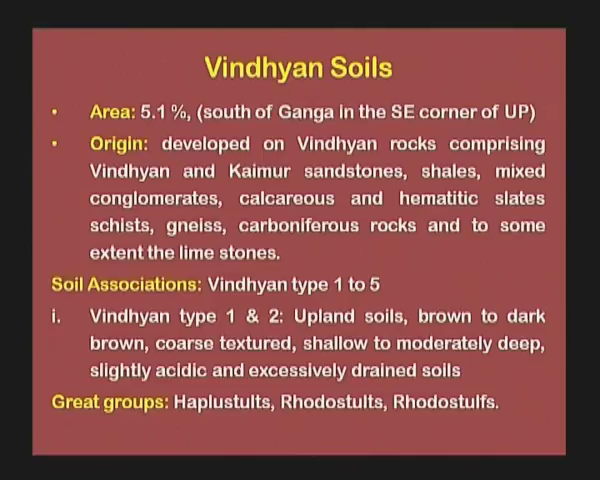 Vindhyan Soils
• Area: 5.1 %, (south of Ganga in the SE corner of UP)
• Origin: developed on Vindhyan rocks comprising
Vindhyan and Kaimur sandstones, shales, mixed
conglomerates, calcareous and hematitic slates
schists, gneiss, carboniferous rocks and to some
extent the lime stones.
Soil Associations: Vindhyan type 1 to 5
i. Vindhyan type 1 & 2: Upland soils, brown to dark
brown, coarse textured, shallow to moderately deep,
slightly acidic and excessively drained soils
Great groups: Haplustults, Rhodostults, Rhodostulfs.